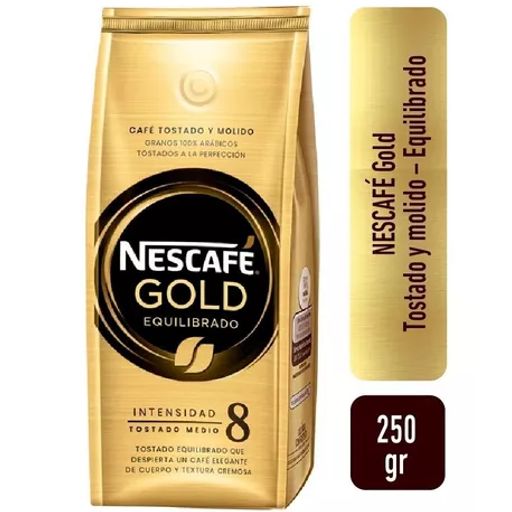 CAFÉ TOSTADO Y MOLIDO
GRANOS 100% ARÁBICOS
TOSTADOS A LA PERFECCIÓN
NESCAFÉ
GOLD
EQUILIBRADO
INTENSIDAD 8
TOSTADO MEDIO
TOSTADO EQUILIBRADO QUE
DESPIERTA UN CAFÉ ELEGANTE
DE CUERPO Y TEXTURA CREMOSA
NESCAFÉ Gold
Tostado y molido – Equilibrado
250
gr